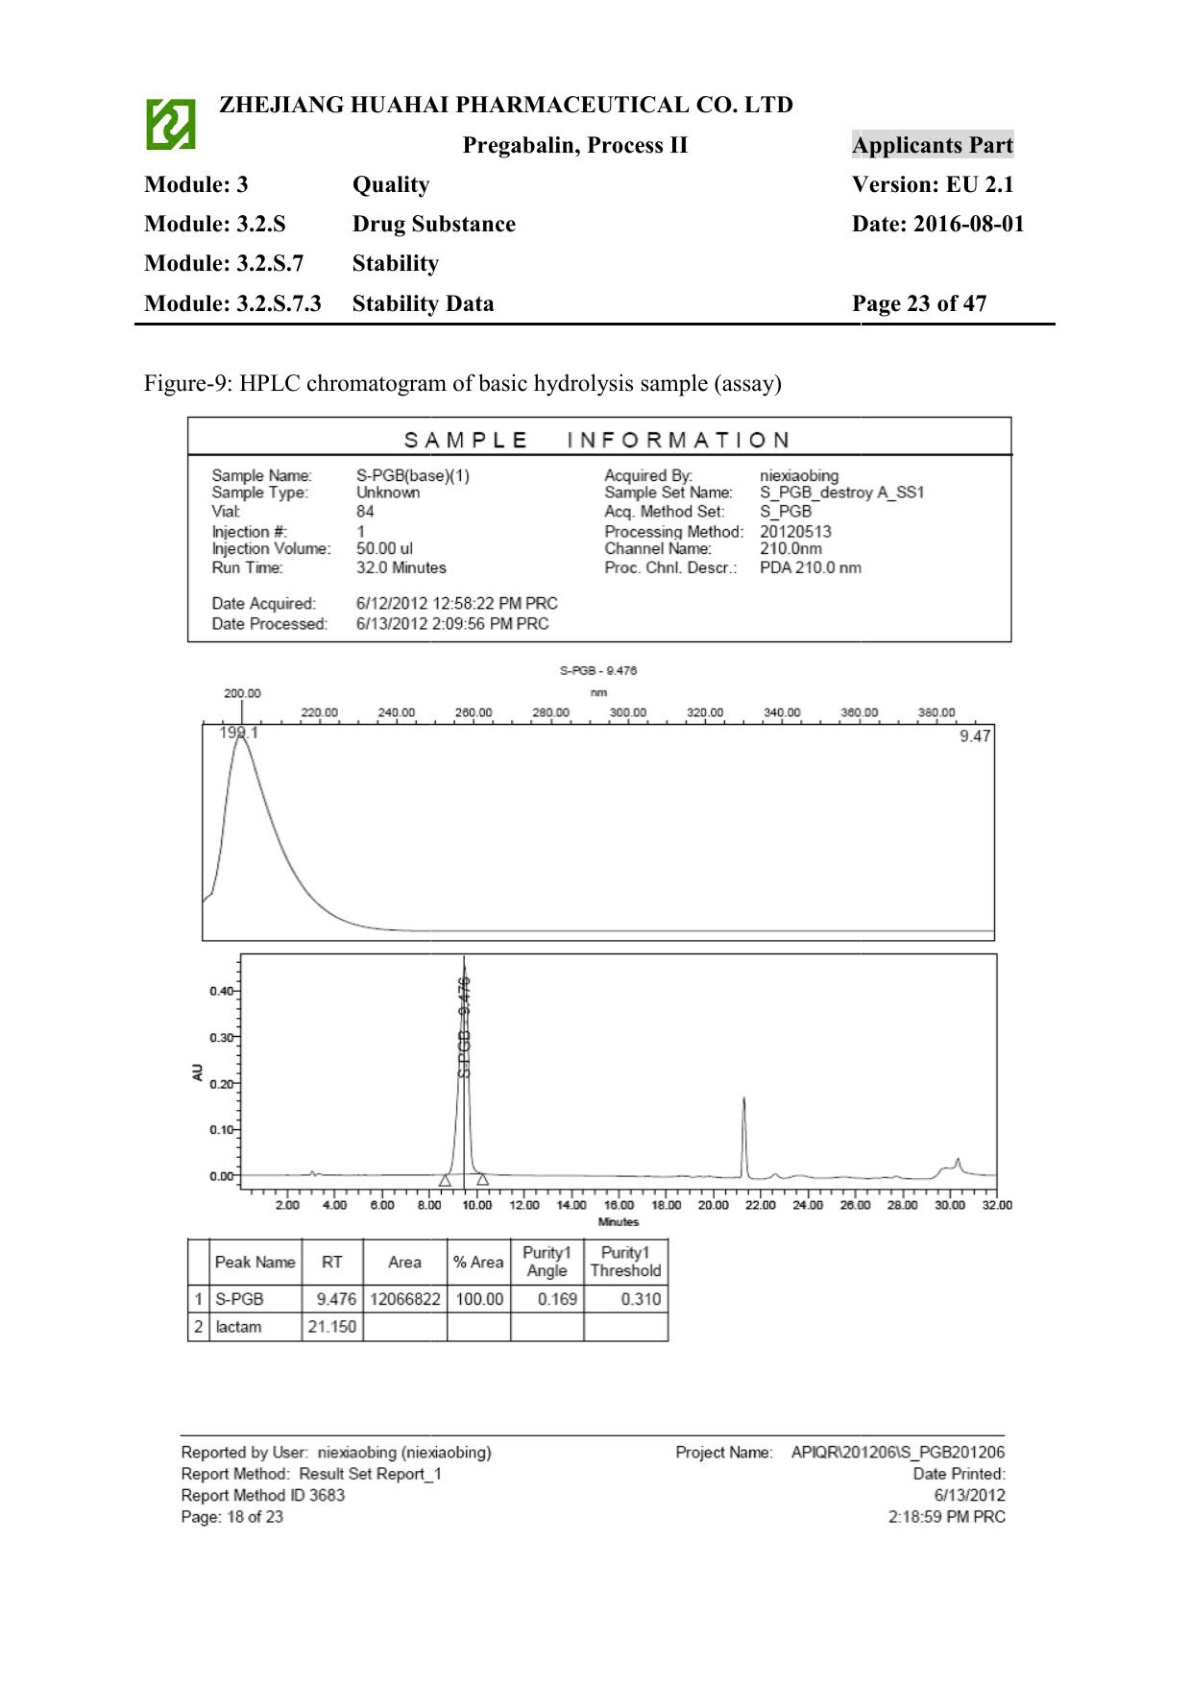 ZHEJIANG HUAHAI PHARMACEUTICAL CO. LTD
Pregabalin, Process II Applicants Part
Module: 3 Quality Version: EU 2.1
Module: 3.2.S Drug Substance Date: 2016-08-01
Module: 3.2.S.7 Stability
Module: 3.2.S.7.3 Stability Data Page 23 of 47
Figure-9: HPLC chromatogram of basic hydrolysis sample (assay)
SAMPLE INFORMATION
Sample Name: S-PGB(base)(1) Acquired By: niexiaobing
Sample Type: Unknown Sample Set Name: S_PGB_destroy A_SS1
Vial: 84 Acq. Method Set: S_PGB
Injection #: 1 Processing Method: 20120513
Injection Volume: 50.00 ul Channel Name: 210.0nm
Run Time: 32.0 Minutes Proc. Chnl. Descr.: PDA 210.0 nm
Date Acquired: 6/12/2012 12:58:22 PM PRC
Date Processed: 6/13/2012 2:09:56 PM PRC
S-PGB - 9.476
200.00 nm
220.00 240.00 260.00 280.00 300.00 320.00 340.00 360.00 380.00
199.1 9.47
0.40
0.30
0.20
0.10
0.00
AU
S-PGB - 9.476
2.00 4.00 6.00 8.00 10.00 12.00 14.00 16.00 18.00 20.00 22.00 24.00 26.00 28.00 30.00 32.00
Minutes
Peak Name RT Area % Area Purity1 Angle Purity1 Threshold
1 S-PGB 9.476 12066822 100.00 0.169 0.310
2 lactam 21.150
Reported by User: niexiaobing (niexiaobing) Project Name: APIQR\201206\S_PGB201206
Report Method: Result Set Report_1 Date Printed:
Report Method ID 3683 6/13/2012
Page: 18 of 23 2:18:59 PM PRC